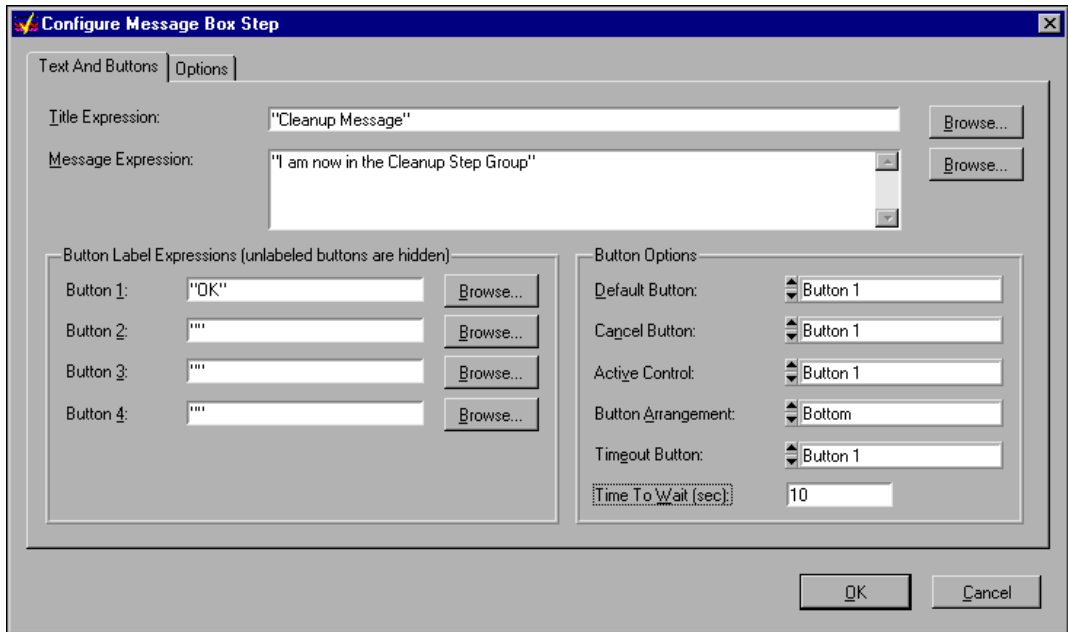 Configure Message Box Step
Text And Buttons Options
Title Expression: "Cleanup Message" Browse...
Message Expression: "I am now in the Cleanup Step Group" Browse...
Button Label Expressions (unlabeled buttons are hidden) Button Options
Button 1: "OK" Browse... Default Button: Button 1
Button 2: "" Browse... Cancel Button: Button 1
Button 3: "" Browse... Active Control: Button 1
Button 4: "" Browse... Button Arrangement: Bottom
Timeout Button: Button 1
Time To Wait (sec): 10
OK Cancel